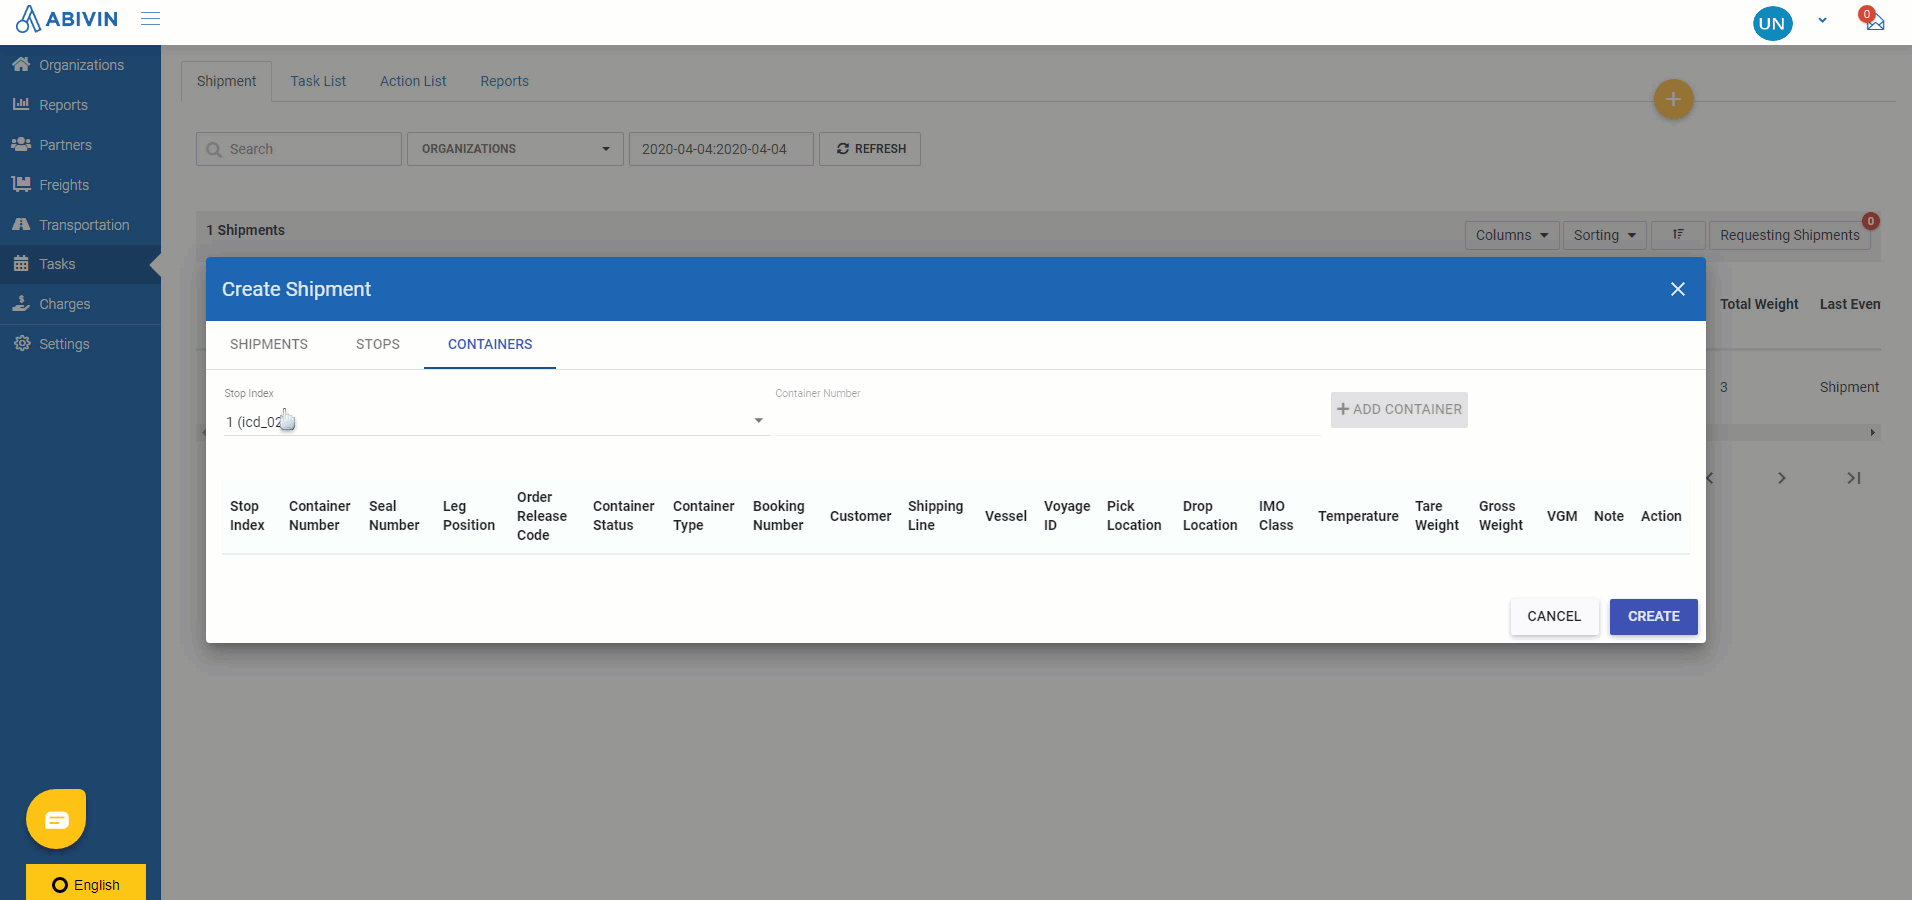 ABIVIN
UN
0
Organizations
Reports
Partners
Freights
Transportation
Tasks
Charges
Settings
Shipment
Task List
Action List
Reports
Search
ORGANIZATIONS
2020-04-04:2020-04-04
REFRESH
1 Shipments
Columns
Sorting
Requesting Shipments
0
Total Weight
Last Even
3
Shipment
Create Shipment
SHIPMENTS
STOPS
CONTAINERS
Stop Index
1 (icd_02
Container Number
ADD CONTAINER
Stop Index
Container Number
Seal Number
Leg Position
Order Release Code
Container Status
Container Type
Booking Number
Customer
Shipping Line
Vessel
Voyage ID
Pick Location
Drop Location
IMO Class
Temperature
Tare Weight
Gross Weight
VGM
Note
Action
CANCEL
CREATE
English